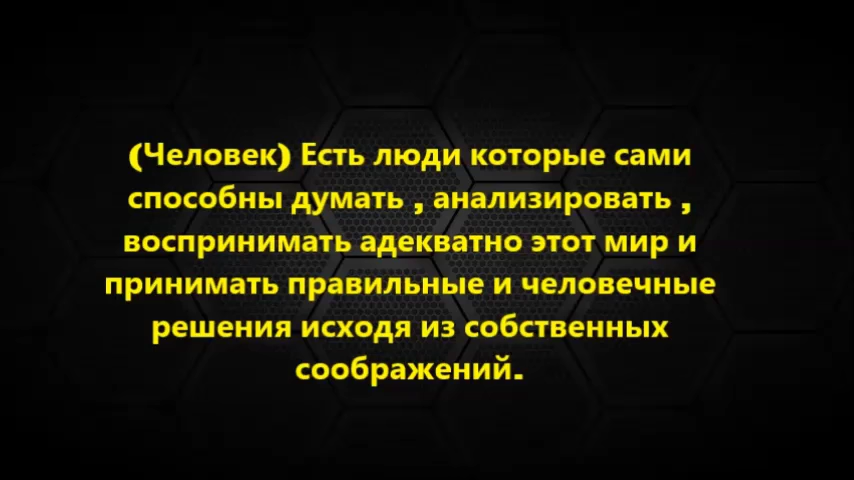 (Человек) Есть люди которые сами
способны думать , анализировать ,
воспринимать адекватно этот мир и
принимать правильные и человечные
решения исходя из собственных
соображений.